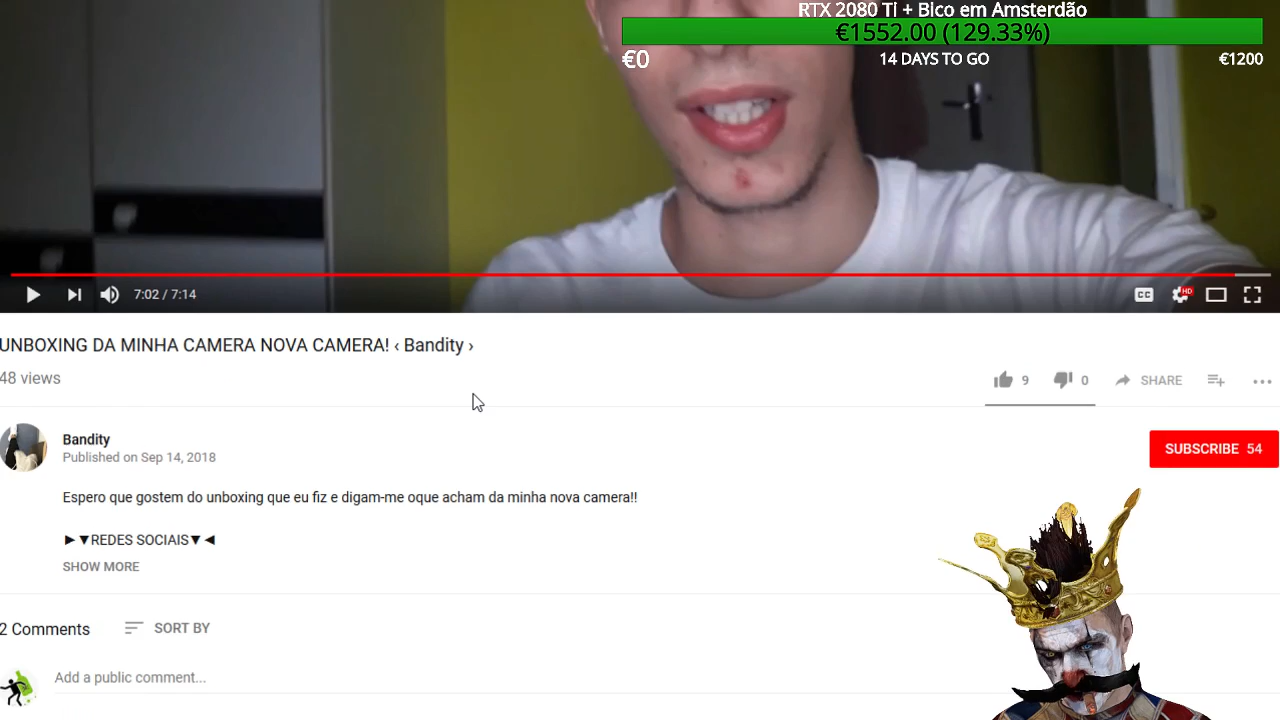 RTX 2080 Ti + Bico em Amsterdão
€1552.00 (129.33%)
€0
14 DAYS TO GO
€1200
7:02 / 7:14
CC
HD
UNBOXING DA MINHA CAMERA NOVA CAMERA! ‹ Bandity ›
48 views
9
0
SHARE
Bandity
Published on Sep 14, 2018
SUBSCRIBE 54
Espero que gostem do unboxing que eu fiz e digam-me oque acham da minha nova camera!!
►▼REDES SOCIAIS▼◄
SHOW MORE
2 Comments
SORT BY
Add a public comment...